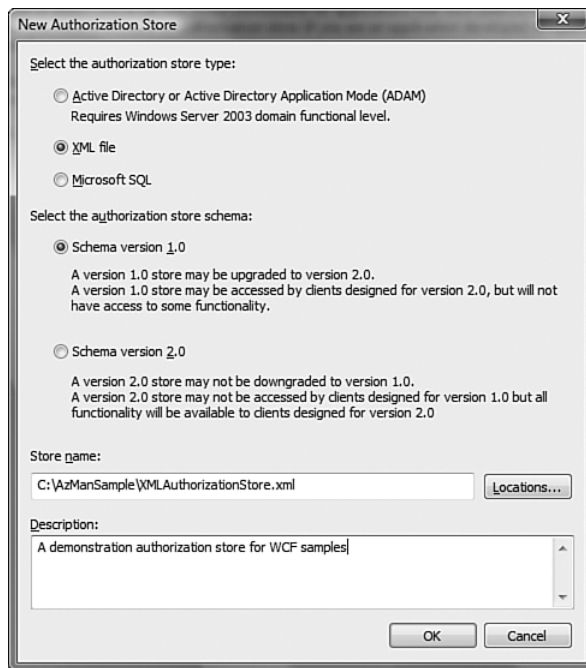 New Authorization Store
Select the authorization store type:
Active Directory or Active Directory Application Mode (ADAM)
Requires Windows Server 2003 domain functional level.
XML file
Microsoft SQL
Select the authorization store schema:
Schema version 1.0
A version 1.0 store may be upgraded to version 2.0.
A version 1.0 store may be accessed by clients designed for version 2.0, but will not
have access to some functionality.
Schema version 2.0
A version 2.0 store may not be downgraded to version 1.0.
A version 2.0 store may not be accessed by clients designed for version 1.0 but all
functionality will be available to clients designed for version 2.0
Store name:
C:\AzManSample\XMLAuthorizationStore.xml
Locations...
Description:
A demonstration authorization store for WCF samples
OK
Cancel